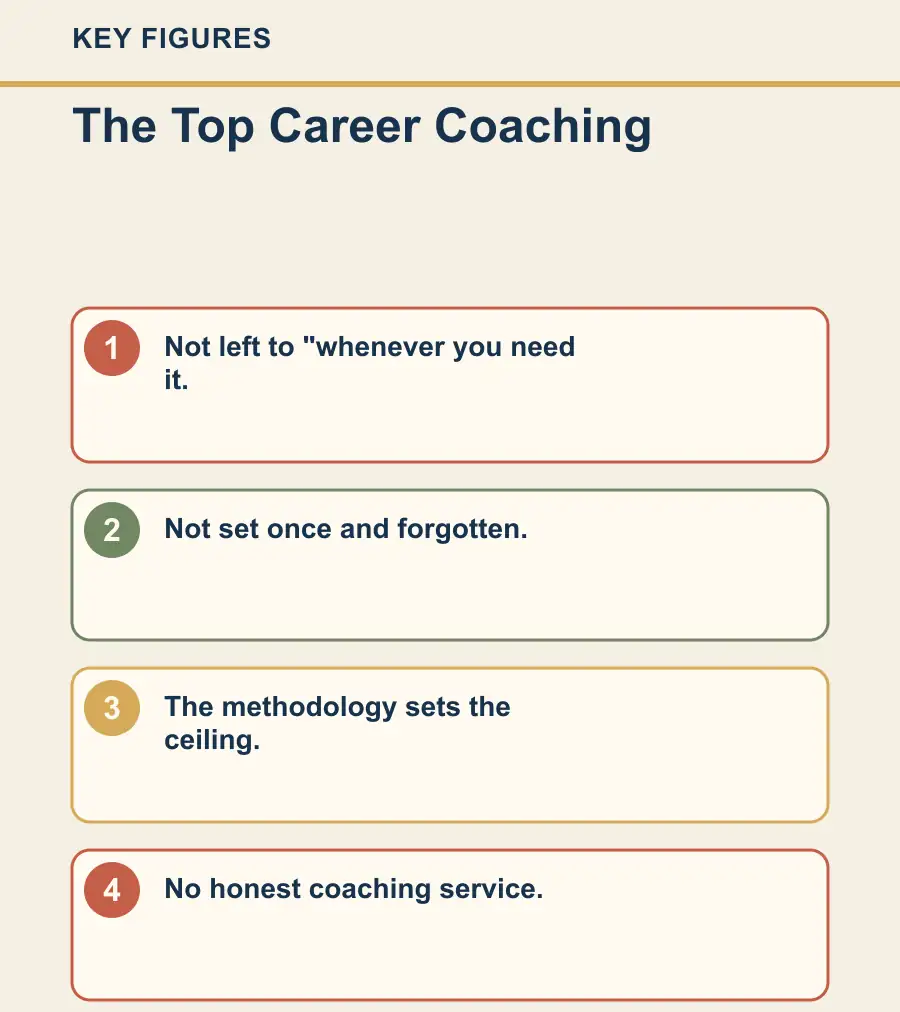 KEY FIGURES
The Top Career Coaching
1
Not left to "whenever you need
it.
2
Not set once and forgotten.
3
The methodology sets the
ceiling.
4
No honest coaching service.